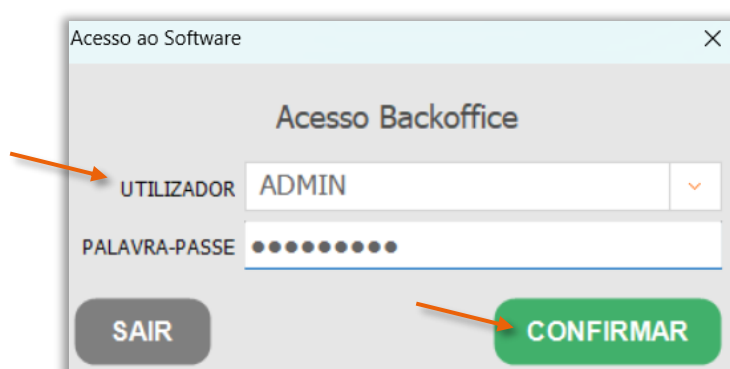 Acesso ao Software
Acesso Backoffice
UTILIZADOR ADMIN
PALAVRA-PASSE ●●●●●●●●●
SAIR CONFIRMAR